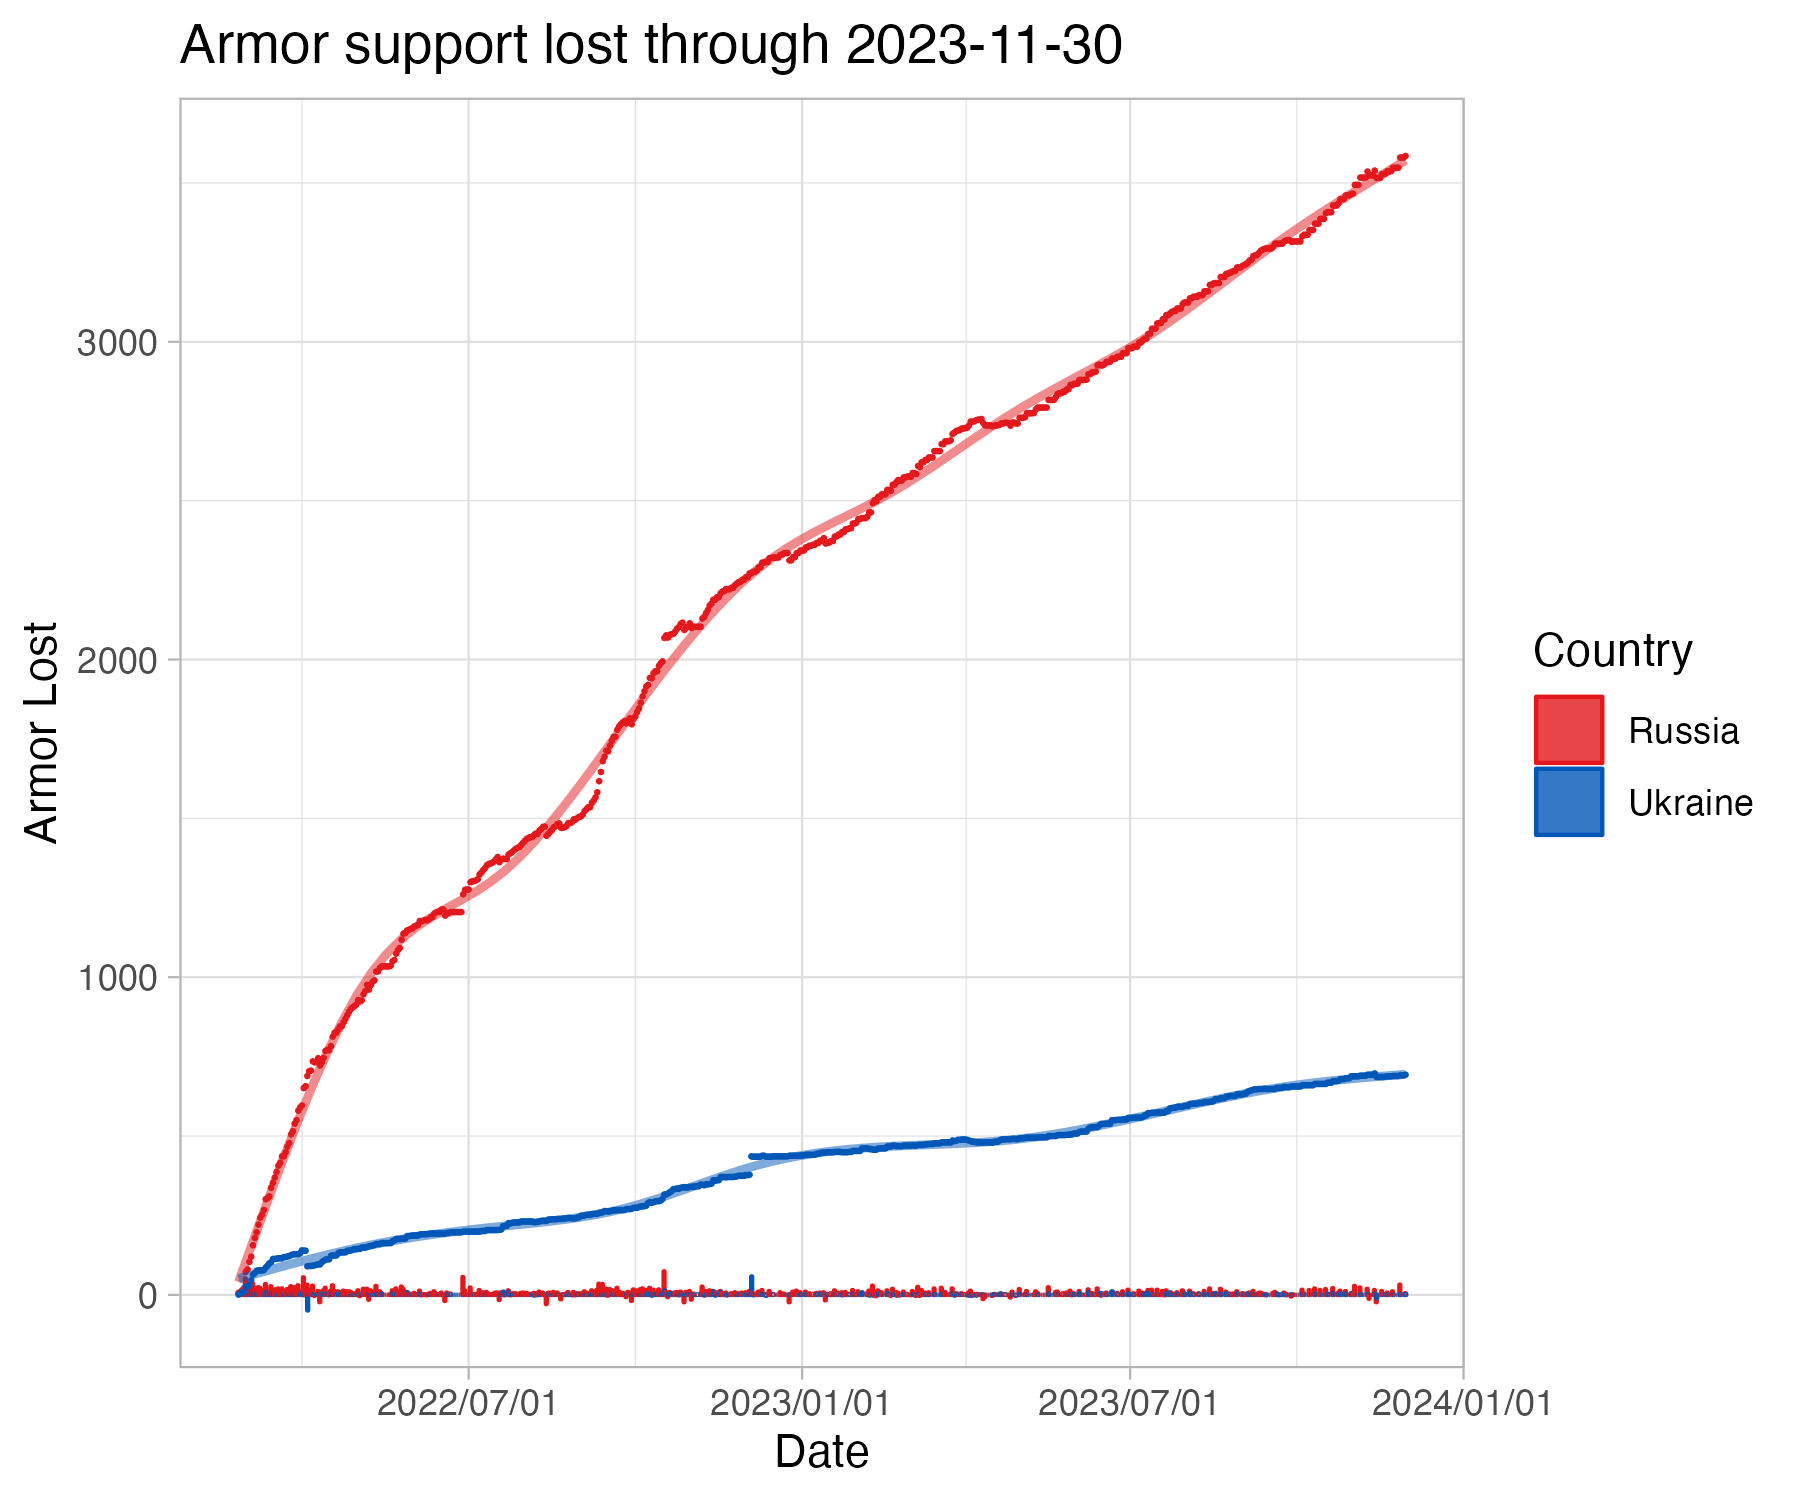 Armor support lost through 2023-11-30
Armor Lost
3000
2000
1000
0
2022/07/01
2023/01/01
2023/07/01
2024/01/01
Date
Country
Russia
Ukraine